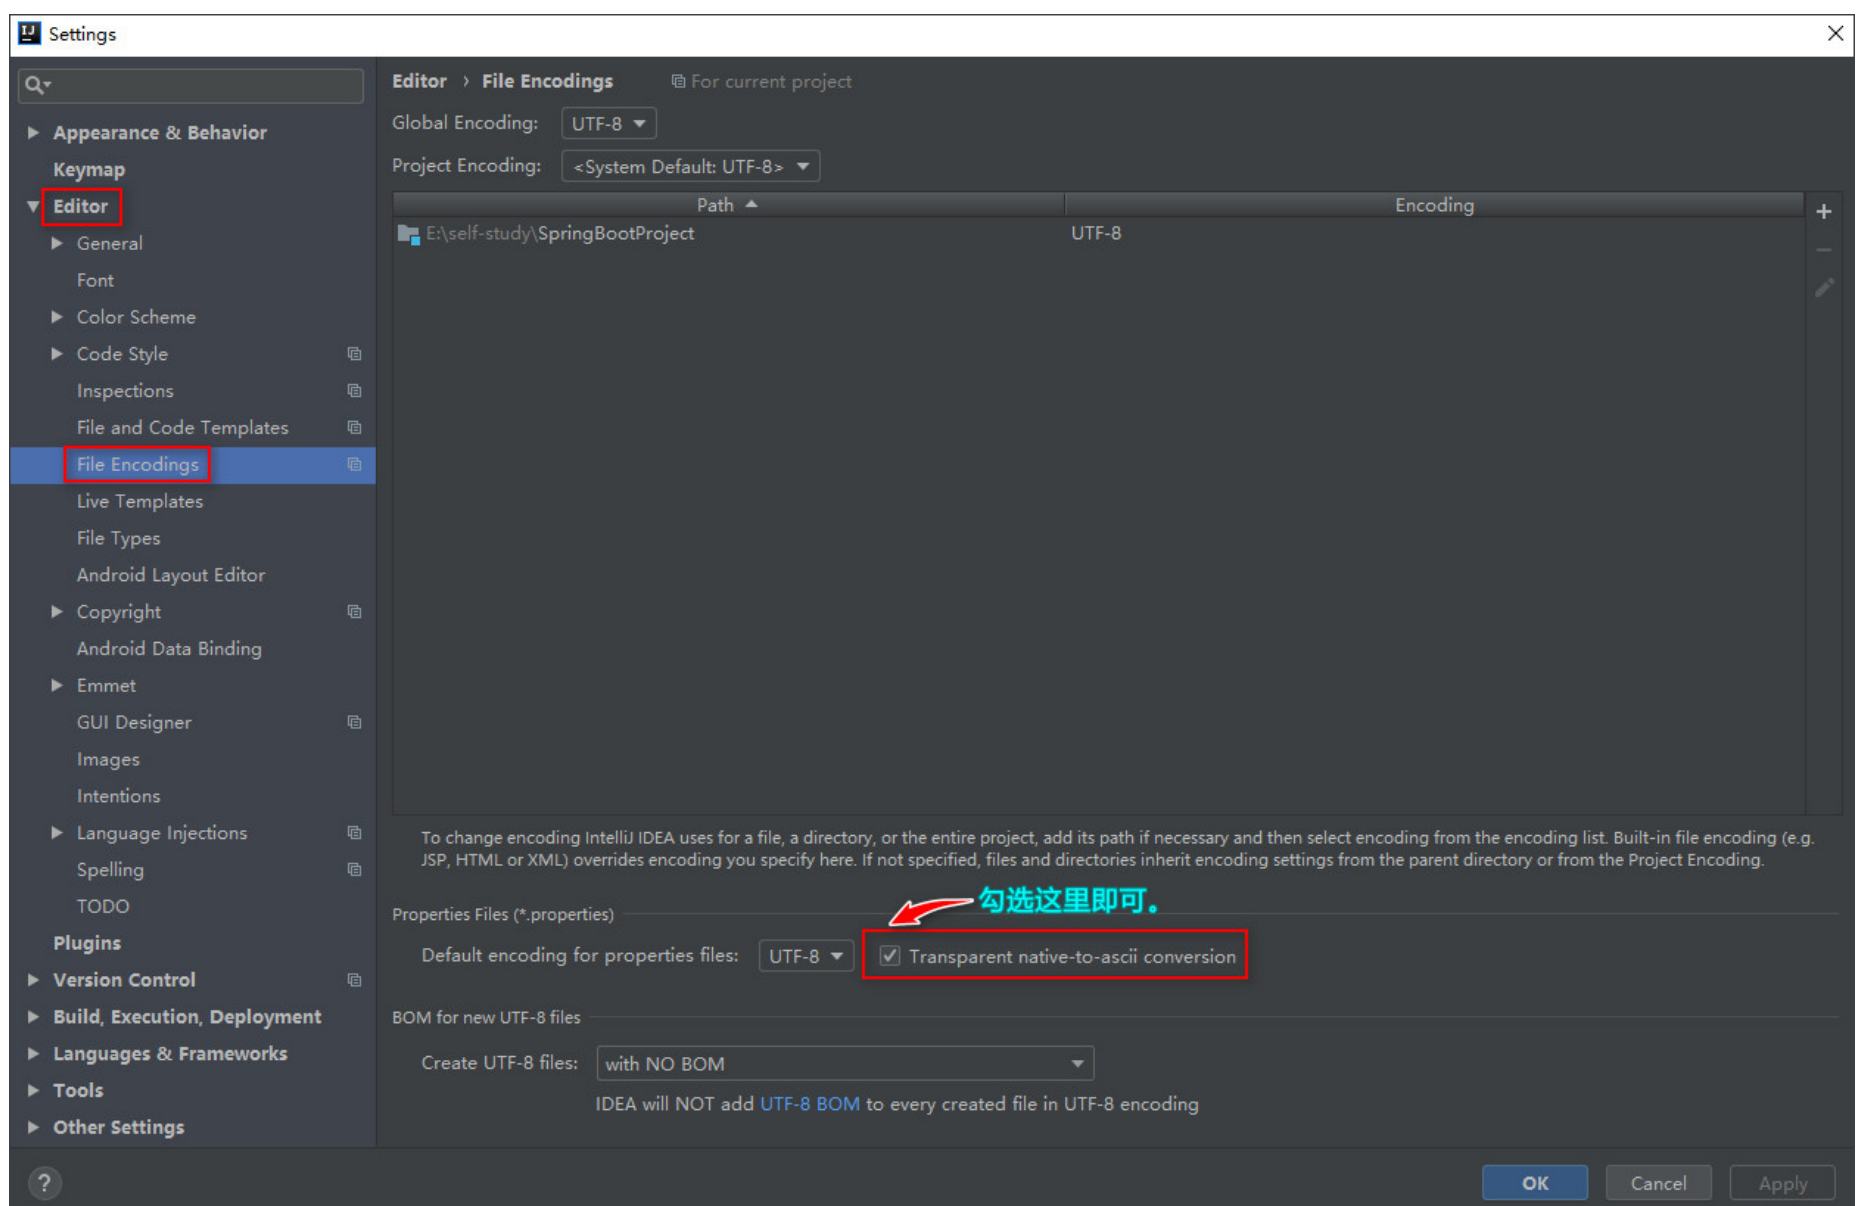 Settings
Appearance & Behavior
Keymap
Editor
General
Font
Color Scheme
Code Style
Inspections
File and Code Templates
File Encodings
Live Templates
File Types
Android Layout Editor
Copyright
Android Data Binding
Emmet
GUI Designer
Images
Intentions
Language Injections
Spelling
TODO
Plugins
Version Control
Build, Execution, Deployment
Languages & Frameworks
Tools
Other Settings
Editor › File Encodings For current project
Global Encoding: UTF-8
Project Encoding: <System Default: UTF-8>
Path Encoding
E:\self-study\SpringBootProject UTF-8
To change encoding IntelliJ IDEA uses for a file, a directory, or the entire project, add its path if necessary and then select encoding from the encoding list. Built-in file encoding (e.g.
JSP, HTML or XML) overrides encoding you specify here. If not specified, files and directories inherit encoding settings from the parent directory or from the Project Encoding.
勾选这里即可。
Properties Files (*.properties)
Default encoding for properties files: UTF-8 Transparent native-to-ascii conversion
BOM for new UTF-8 files
Create UTF-8 files: with NO BOM
IDEA will NOT add UTF-8 BOM to every created file in UTF-8 encoding
? OK Cancel Apply